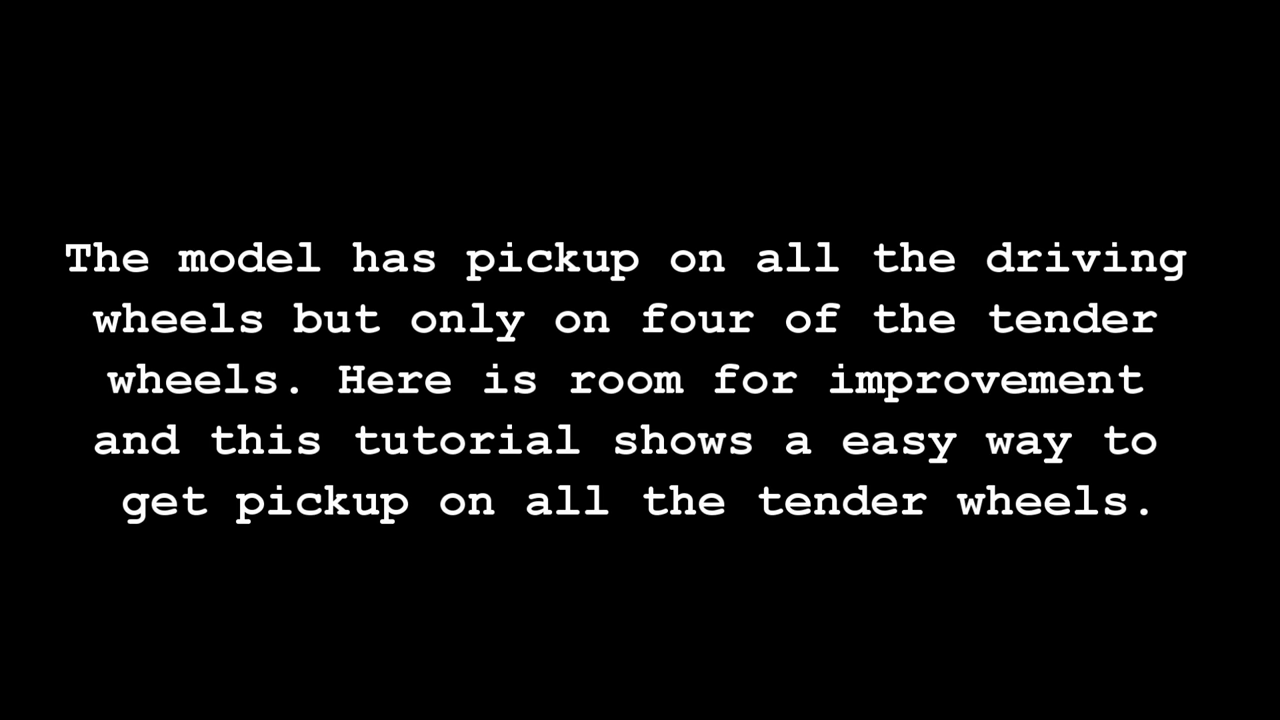 The model has pickup on all the driving
wheels but only on four of the tender
wheels. Here is room for improvement
and this tutorial shows a easy way to
get pickup on all the tender wheels.